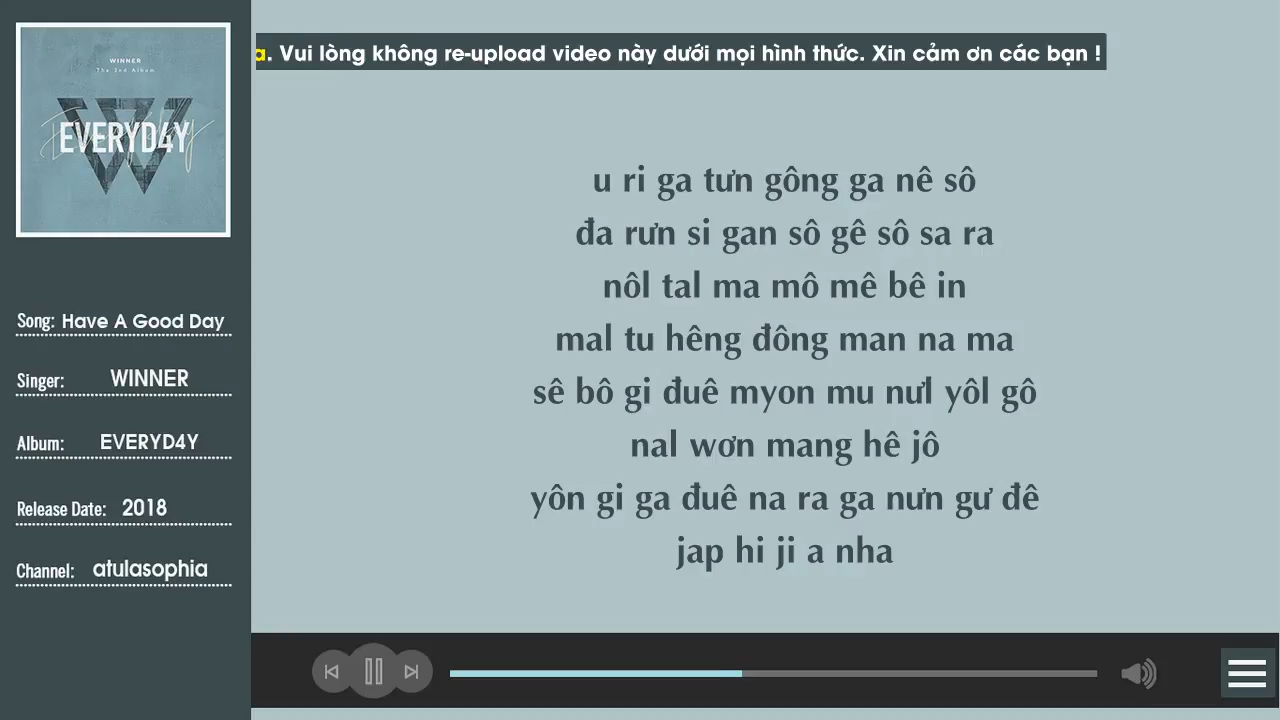 WINNER
The 2nd Album
EVERYD4Y
Song: Have A Good Day
Singer: WINNER
Album: EVERYD4Y
Release Date: 2018
Channel: atulasophia
a. Vui lòng không re-upload video này dưới mọi hình thức. Xin cảm ơn các bạn !
u ri ga tưn gông ga nê sô
đa rưn si gan sô gê sô sa ra
nôl tal ma mô mê bê in
mal tu hêng đông man na ma
sê bô gi đuê myon mu nưl yôl gô
nal wơn mang hê jô
yôn gi ga đuê na ra ga nưn gư đê
jap hi ji a nha